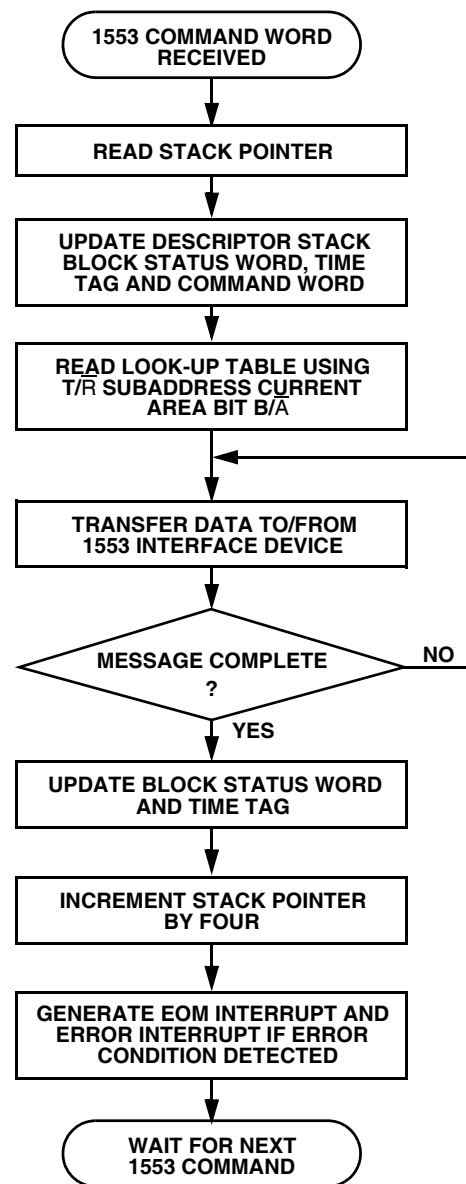 1553 COMMAND WORD
RECEIVED
READ STACK POINTER
UPDATE DESCRIPTOR STACK
BLOCK STATUS WORD, TIME
TAG AND COMMAND WORD
READ LOOK-UP TABLE USING
T/R̅ SUBADDRESS CURRENT
AREA BIT B/A̅
TRANSFER DATA TO/FROM
1553 INTERFACE DEVICE
MESSAGE COMPLETE
?
NO
YES
UPDATE BLOCK STATUS WORD
AND TIME TAG
INCREMENT STACK POINTER
BY FOUR
GENERATE EOM INTERRUPT AND
ERROR INTERRUPT IF ERROR
CONDITION DETECTED
WAIT FOR NEXT
1553 COMMAND